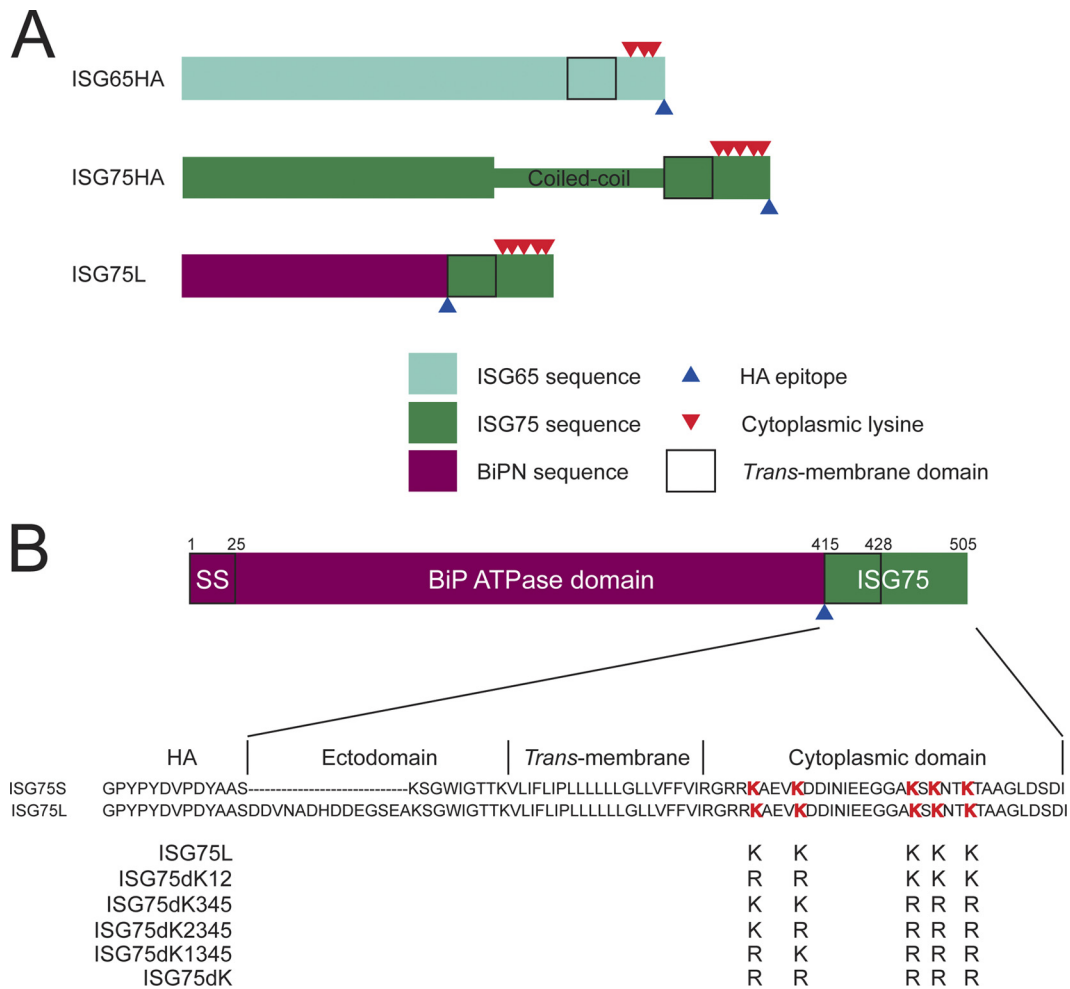 A
ISG65HA
ISG75HA
Coiled-coil
ISG75L
ISG65 sequence
HA epitope
ISG75 sequence
Cytoplasmic lysine
BiPN sequence
Trans-membrane domain
B
1 25 415 428 505
SS BiP ATPase domain ISG75
HA Ectodomain Trans-membrane Cytoplasmic domain
ISG75S GPYPYDVPDYAAS----------------------------KSGWIGTTKVLIFLIPLLLLLLGLLVFFVIRGRRKAEVKDDINIEEGGAKSKNTKTAAGLDSDI
ISG75L GPYPYDVPDYAASDDVNADHDDEGSEAKSGWIGTTKVLIFLIPLLLLLLGLLVFFVIRGRRKAEVKDDINIEEGGAKSKNTKTAAGLDSDI
ISG75L K K K K K
ISG75dK12 R R K K K
ISG75dK345 K K R R R
ISG75dK2345 K R R R R
ISG75dK1345 R K R R R
ISG75dK R R R R R